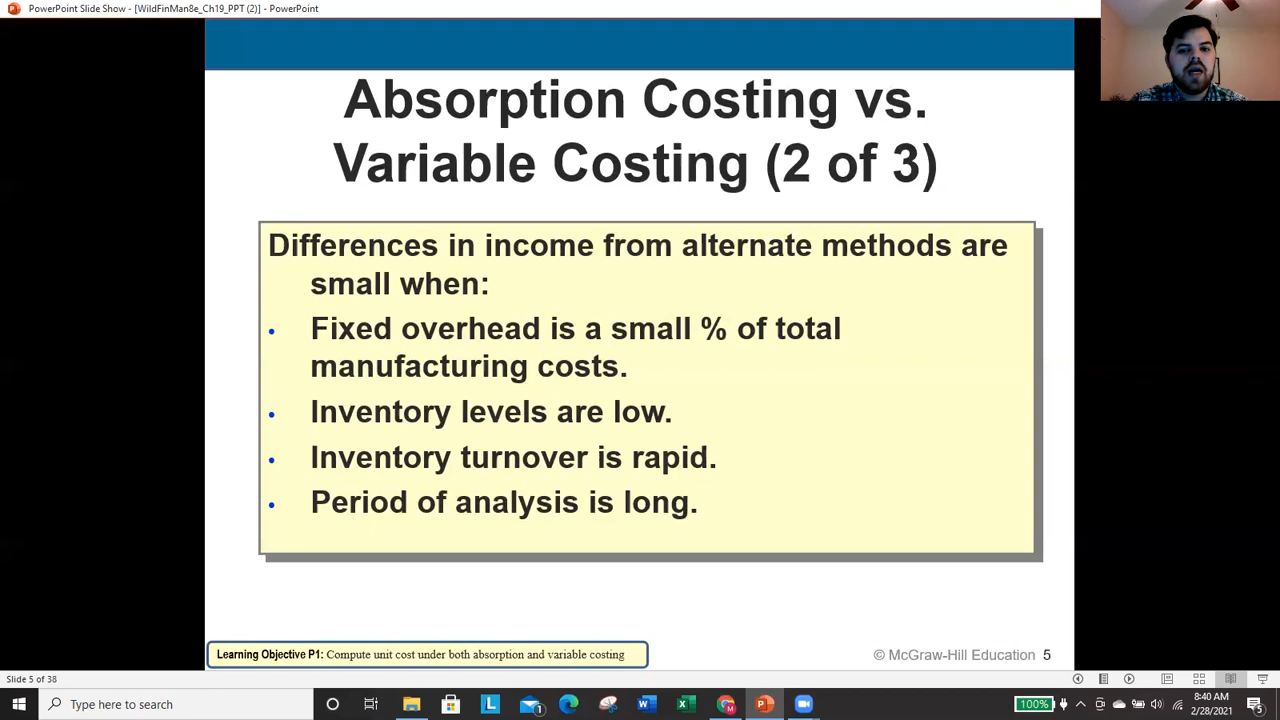 PowerPoint Slide Show - [WildFinMan8e_Ch19_PPT (2)] - PowerPoint
Absorption Costing vs.
Variable Costing (2 of 3)
Differences in income from alternate methods are
small when:
• Fixed overhead is a small % of total
manufacturing costs.
• Inventory levels are low.
• Inventory turnover is rapid.
• Period of analysis is long.
Learning Objective P1: Compute unit cost under both absorption and variable costing
© McGraw-Hill Education 5
Slide 5 of 38
Type here to search
100%
8:40 AM
2/28/2021